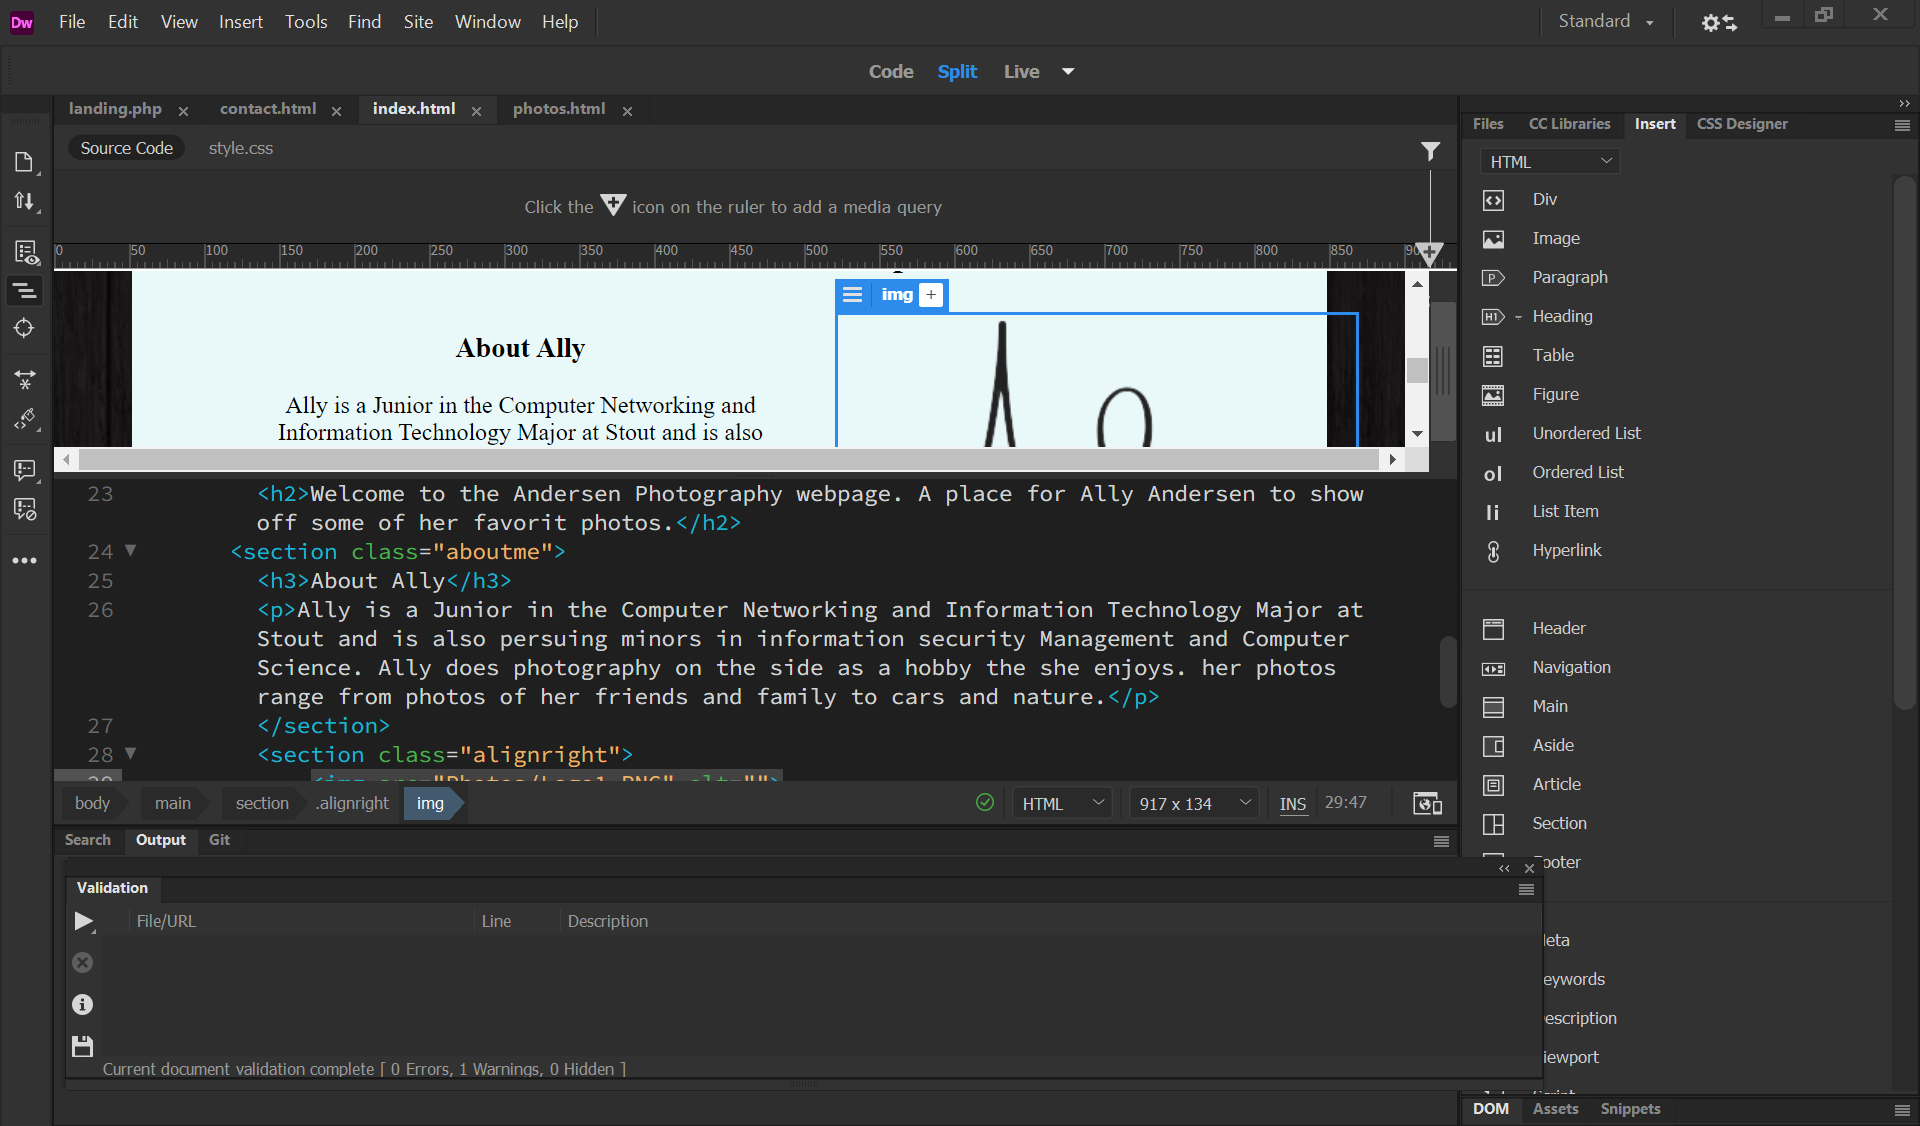 Dw File Edit View Insert Tools Find Site Window Help Standard
Code Split Live
landing.php contact.html index.html photos.html
Source Code style.css
Click the icon on the ruler to add a media query
0 50 100 150 200 250 300 350 400 450 500 550 600 650 700 750 800 850
img +
About Ally
Ally is a Junior in the Computer Networking and
Information Technology Major at Stout and is also
23 <h2>Welcome to the Andersen Photography webpage. A place for Ally Andersen to show
off some of her favorit photos.</h2>
24 <section class="aboutme">
25 <h3>About Ally</h3>
26 <p>Ally is a Junior in the Computer Networking and Information Technology Major at
Stout and is also persuing minors in information security Management and Computer
Science. Ally does photography on the side as a hobby the she enjoys. her photos
range from photos of her friends and family to cars and nature.</p>
27 </section>
28 <section class="alignright">
body main section .alignright img HTML 917 x 134 INS 29:47
Search Output Git
Validation
File/URL Line Description
Current document validation complete [ 0 Errors, 1 Warnings, 0 Hidden ]
Files CC Libraries Insert CSS Designer
HTML
Div
Image
P Paragraph
H1 Heading
Table
Figure
ul Unordered List
ol Ordered List
li List Item
Hyperlink
Header
Navigation
Main
Aside
Article
Section
ooter
eta
eywords
escription
iewport
DOM Assets Snippets